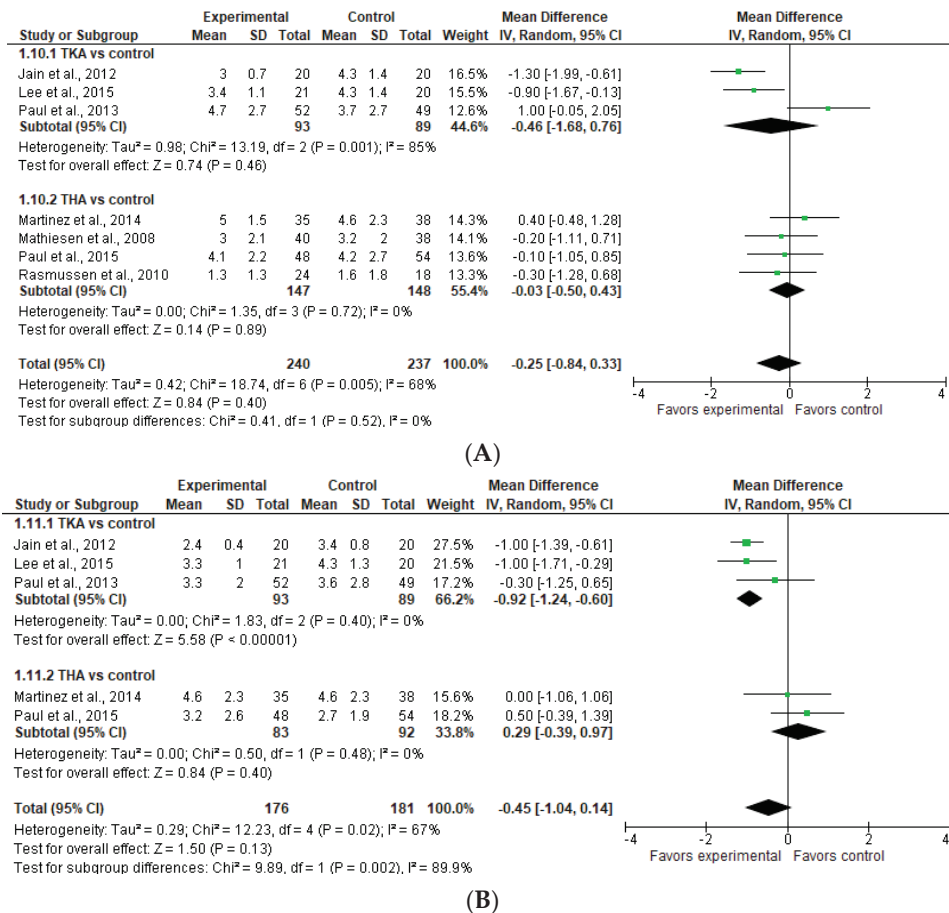 Experimental Control Mean Difference Mean Difference
Study or Subgroup Mean SD Total Mean SD Total Weight IV, Random, 95% CI IV, Random, 95% CI
1.10.1 TKA vs control
Jain et al., 2012 3 0.7 20 4.3 1.4 20 16.5% -1.30 [-1.99, -0.61]
Lee et al., 2015 3.4 1.1 21 4.3 1.4 20 15.5% -0.90 [-1.67, -0.13]
Paul et al., 2013 4.7 2.7 52 3.7 2.7 49 12.6% 1.00 [-0.05, 2.05]
Subtotal (95% CI) 93 89 44.6% -0.46 [-1.68, 0.76]
Heterogeneity: Tau² = 0.98; Chi² = 13.19, df = 2 (P = 0.001); I² = 85%
Test for overall effect: Z = 0.74 (P = 0.46)
1.10.2 THA vs control
Martinez et al., 2014 5 1.5 35 4.6 2.3 38 14.3% 0.40 [-0.48, 1.28]
Mathiesen et al., 2008 3 2.1 40 3.2 2 38 14.1% -0.20 [-1.11, 0.71]
Paul et al., 2015 4.1 2.2 48 4.2 2.7 54 13.6% -0.10 [-1.05, 0.85]
Rasmussen et al., 2010 1.3 1.3 24 1.6 1.8 18 13.3% -0.30 [-1.28, 0.68]
Subtotal (95% CI) 147 148 55.4% -0.03 [-0.50, 0.43]
Heterogeneity: Tau² = 0.00; Chi² = 1.35, df = 3 (P = 0.72); I² = 0%
Test for overall effect: Z = 0.14 (P = 0.89)
Total (95% CI) 240 237 100.0% -0.25 [-0.84, 0.33]
Heterogeneity: Tau² = 0.42; Chi² = 18.74, df = 6 (P = 0.005); I² = 68%
Test for overall effect: Z = 0.84 (P = 0.40)
Test for subgroup differences: Chi² = 0.41, df = 1 (P = 0.52), I² = 0%
-4 -2 0 2 4
Favors experimental Favors control
(A)
Experimental Control Mean Difference Mean Difference
Study or Subgroup Mean SD Total Mean SD Total Weight IV, Random, 95% CI IV, Random, 95% CI
1.11.1 TKA vs control
Jain et al., 2012 2.4 0.4 20 3.4 0.8 20 27.5% -1.00 [-1.39, -0.61]
Lee et al., 2015 3.3 1 21 4.3 1.3 20 21.5% -1.00 [-1.71, -0.29]
Paul et al., 2013 3.3 2 52 3.6 2.8 49 17.2% -0.30 [-1.25, 0.65]
Subtotal (95% CI) 93 89 66.2% -0.92 [-1.24, -0.60]
Heterogeneity: Tau² = 0.00; Chi² = 1.83, df = 2 (P = 0.40); I² = 0%
Test for overall effect: Z = 5.58 (P < 0.00001)
1.11.2 THA vs control
Martinez et al., 2014 4.6 2.3 35 4.6 2.3 38 15.6% 0.00 [-1.06, 1.06]
Paul et al., 2015 3.2 2.6 48 2.7 1.9 54 18.2% 0.50 [-0.39, 1.39]
Subtotal (95% CI) 83 92 33.8% 0.29 [-0.39, 0.97]
Heterogeneity: Tau² = 0.00; Chi² = 0.50, df = 1 (P = 0.48); I² = 0%
Test for overall effect: Z = 0.84 (P = 0.40)
Total (95% CI) 176 181 100.0% -0.45 [-1.04, 0.14]
Heterogeneity: Tau² = 0.29; Chi² = 12.23, df = 4 (P = 0.02); I² = 67%
Test for overall effect: Z = 1.50 (P = 0.13)
Test for subgroup differences: Chi² = 9.89, df = 1 (P = 0.002), I² = 89.9%
-4 -2 0 2 4
Favors experimental Favors control
(B)